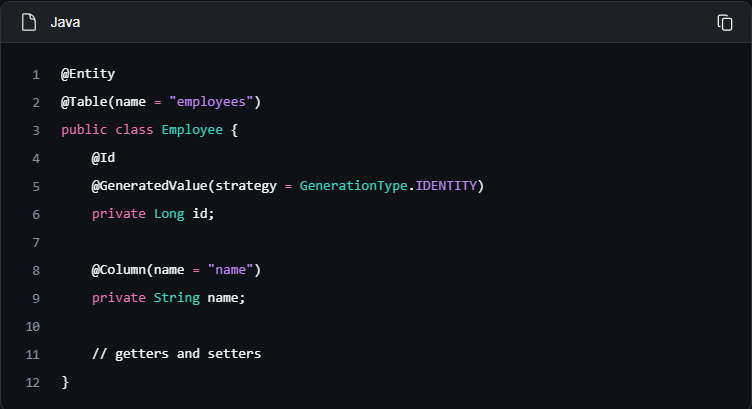 Java
1 @Entity
2 @Table(name = "employees")
3 public class Employee {
4     @Id
5     @GeneratedValue(strategy = GenerationType.IDENTITY)
6     private Long id;
7
8     @Column(name = "name")
9     private String name;
10
11     // getters and setters
12 }